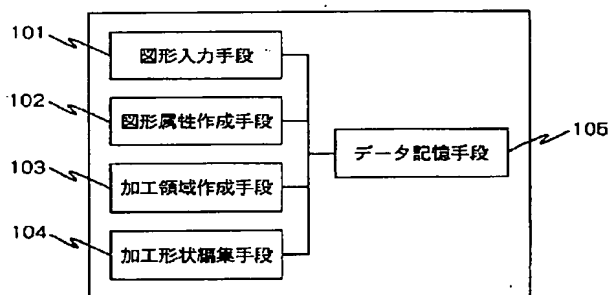 101
図形入力手段
102
図形属性作成手段
103
加工領域作成手段
104
加工形状編集手段
データ記憶手段
105